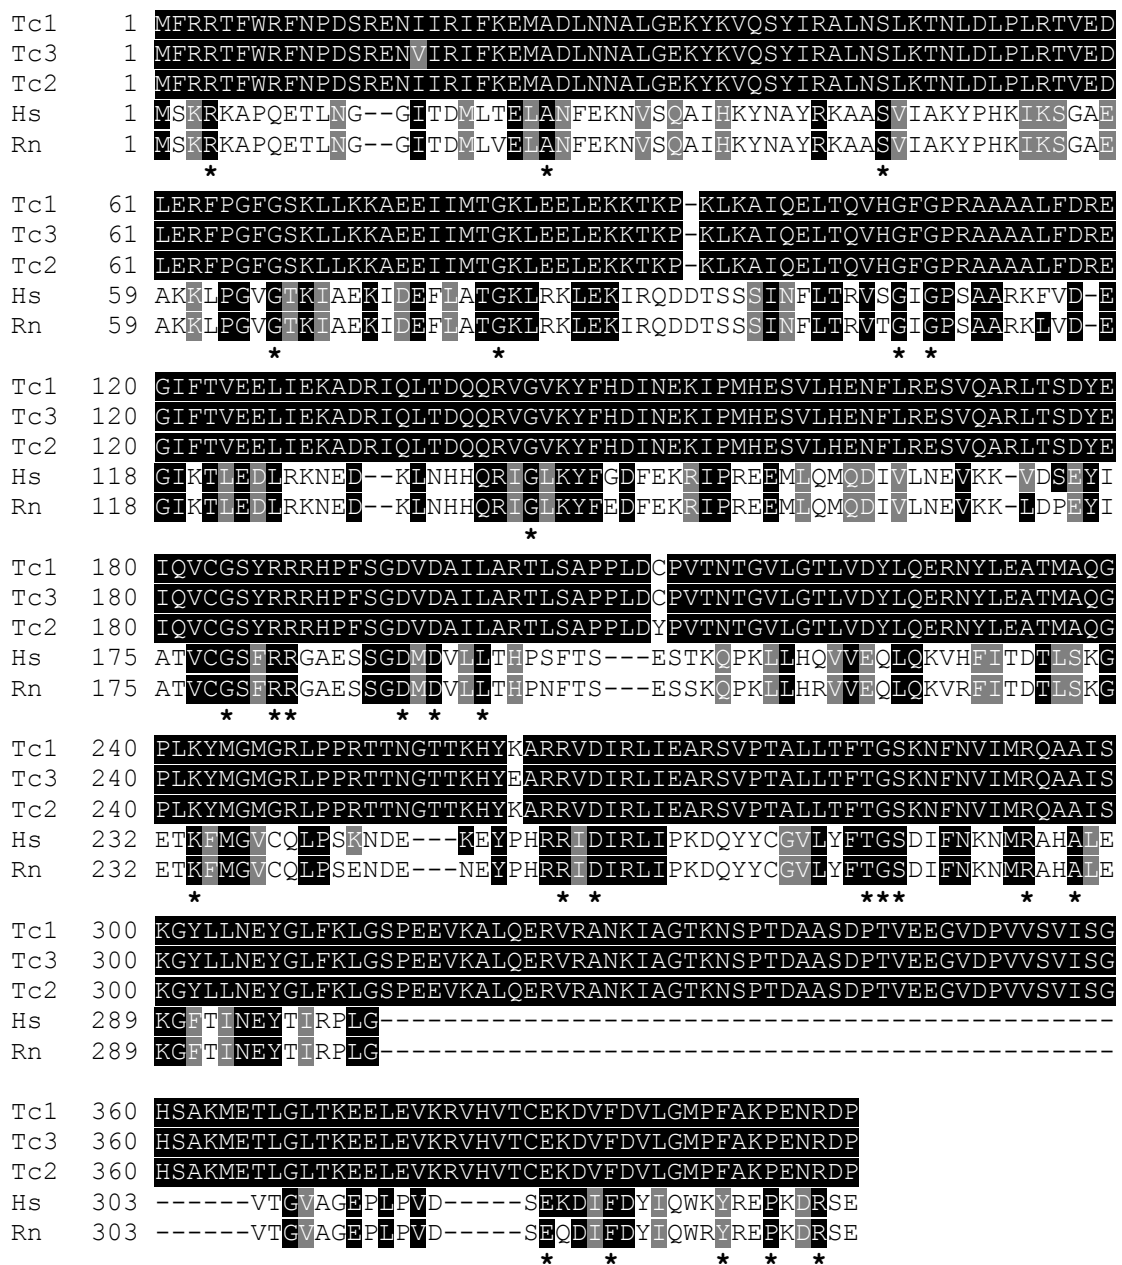 Tc1 1 MFRRTFWRFNPDSRENIIRIFKEMADLNNALGEKYKVQSYIRALNSLKTNLDLPLRTVED
Tc3 1 MFRRTFWRFNPDSRENVIRIFKEMADLNNALGEKYKVQSYIRALNSLKTNLDLPLRTVED
Tc2 1 MFRRTFWRFNPDSRENIIRIFKEMADLNNALGEKYKVQSYIRALNSLKTNLDLPLRTVED
Hs 1 MSKRKAPQETLNG--GITDMLTELANFEKNVSQAIHKYNAYRKAASVIAKYPHKIKSGAE
Rn 1 MSKRKAPQETLNG--GITDMLVELANFEKNVSQAIHKYNAYRKAASVIAKYPHKIKSGAE
* * *
Tc1 61 LERFPGFGSKLLKKAEEIIMTGKLEELEKKTKP-KLKAIQELTQVHGFGPRAAAALFDRE
Tc3 61 LERFPGFGSKLLKKAEEIIMTGKLEELEKKTKP-KLKAIQELTQVHGFGPRAAAALFDRE
Tc2 61 LERFPGFGSKLLKKAEEIIMTGKLEELEKKTKP-KLKAIQELTQVHGFGPRAAAALFDRE
Hs 59 AKKLPGVGTKIAEKIDEFLATGKLRKLEKIRQDDTSSSINFLTRVSGIGPSAARKFVD-E
Rn 59 AKKLPGVGTKIAEKIDEFLATGKLRKLEKIRQDDTSSSINFLTRVTGIGPSAARKLVD-E
* * * *
Tc1 120 GIFTVEELIEKADRIQLTDQQRVGVKYFHDINEKIPMHESVLHENFLRESVQARLTSDYE
Tc3 120 GIFTVEELIEKADRIQLTDQQRVGVKYFHDINEKIPMHESVLHENFLRESVQARLTSDYE
Tc2 120 GIFTVEELIEKADRIQLTDQQRVGVKYFHDINEKIPMHESVLHENFLRESVQARLTSDYE
Hs 118 GIKTLEDLRKNED--KLNHHQRIGLKYFGDFEKRIPREEMLQMQDIVLNEVKK-VDSEYI
Rn 118 GIKTLEDLRKNED--KLNHHQRIGLKYFEDFEKRIPREEMLQMQDIVLNEVKK-LDPEYI
*
Tc1 180 IQVCGSYRRRHPFSGDVDAILARTLSAPPLDCPVTNTGVLGTLVDYLQERNYLEATMAQG
Tc3 180 IQVCGSYRRRHPFSGDVDAILARTLSAPPLDCPVTNTGVLGTLVDYLQERNYLEATMAQG
Tc2 180 IQVCGSYRRRHPFSGDVDAILARTLSAPPLDYPVTNTGVLGTLVDYLQERNYLEATMAQG
Hs 175 ATVCGSFRRGAESSGDMDVLLTHPSFTS---ESTKQPKLLHQVVEQLQKVHFITDTLSKG
Rn 175 ATVCGSFRRGAESSGDMDVLLTHPNFTS---ESSKQPKLLHRVVEQLQKVRFITDTLSKG
* ** * * *
Tc1 240 PLKYMGMGRLPPRTTNGTTKHYKARRVDIRLIEARSVPTALLTFTGSKNFNVIMRQAAIS
Tc3 240 PLKYMGMGRLPPRTTNGTTKHYEARRVDIRLIEARSVPTALLTFTGSKNFNVIMRQAAIS
Tc2 240 PLKYMGMGRLPPRTTNGTTKHYKARRVDIRLIEARSVPTALLTFTGSKNFNVIMRQAAIS
Hs 232 ETKFMGVCQLPSKNDE---KEYPHRRIDIRLIPKDQYYCGVLYFTGSDIFNKNMRAHALE
Rn 232 ETKFMGVCQLPSENDE---NEYPHRRIDIRLIPKDQYYCGVLYFTGSDIFNKNMRAHALE
* * * *** * *
Tc1 300 KGYLLNEYGLFKLGSPEEVKALQERVRANKIAGTKNSPTDAASDPTVEEGVDPVVSVISG
Tc3 300 KGYLLNEYGLFKLGSPEEVKALQERVRANKIAGTKNSPTDAASDPTVEEGVDPVVSVISG
Tc2 300 KGYLLNEYGLFKLGSPEEVKALQERVRANKIAGTKNSPTDAASDPTVEEGVDPVVSVISG
Hs 289 KGFTINEYTIRPLG----------------------------------------------
Rn 289 KGFTINEYTIRPLG----------------------------------------------
Tc1 360 HSAKMETLGLTKEELEVKRVHVTCEKDVFDVLGMPFAKPENRDP
Tc3 360 HSAKMETLGLTKEELEVKRVHVTCEKDVFDVLGMPFAKPENRDP
Tc2 360 HSAKMETLGLTKEELEVKRVHVTCEKDVFDVLGMPFAKPENRDP
Hs 303 ------VTGVAGEPLPVD-----SEKDIFDYIQWKYREPKDRSE
Rn 303 ------VTGVAGEPLPVD-----SEQDIFDYIQWRYREPKDRSE
* * * * *